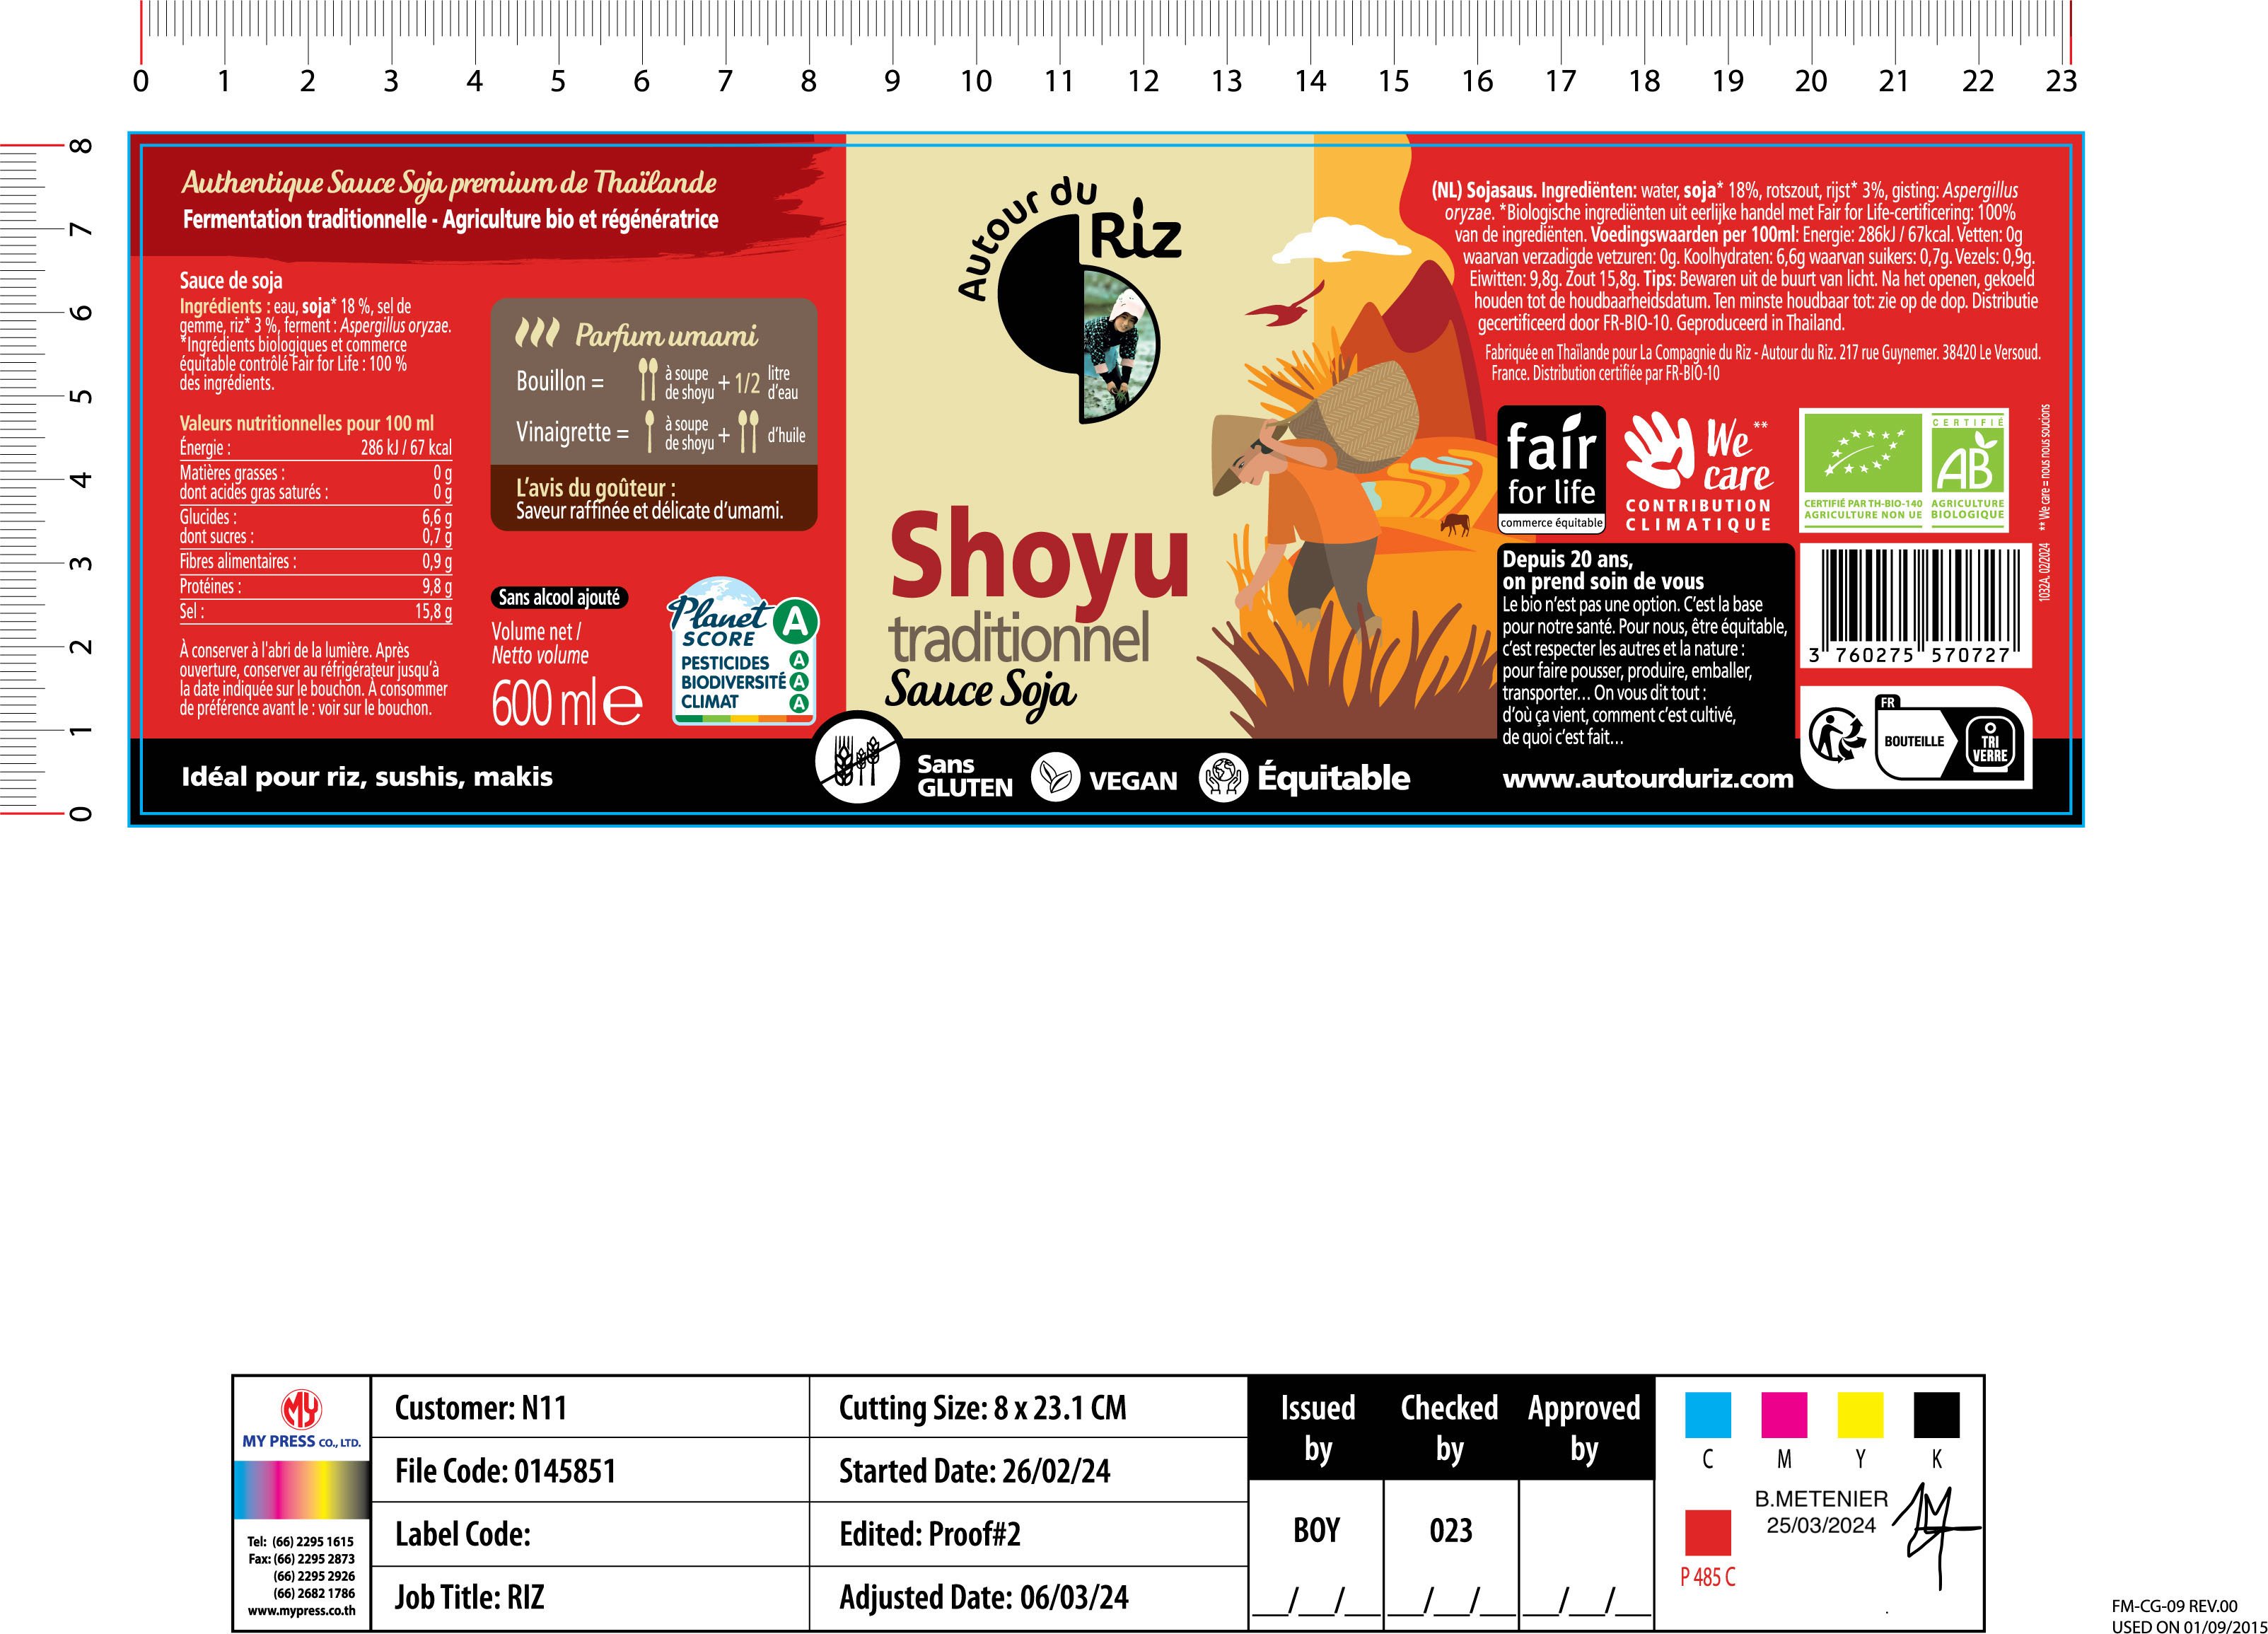 0 1 2 3 4 5 6 7 8 9 10 11 12 13 14 15 16 17 18 19 20 21 22 23
8
7
6
5
4
3
2
1
0
Authentique Sauce Soja premium de Thaïlande
Fermentation traditionnelle - Agriculture bio et régénératrice
Sauce de soja
Ingrédients : eau, soja* 18 %, sel de
gemme, riz* 3 %, ferment : Aspergillus oryzae.
*Ingrédients biologiques et commerce
équitable contrôlé Fair for Life : 100 %
des ingrédients.
Valeurs nutritionnelles pour 100 ml
Énergie : 286 kJ / 67 kcal
Matières grasses : 0 g
dont acides gras saturés : 0 g
Glucides : 6,6 g
dont sucres : 0,7 g
Fibres alimentaires : 0,9 g
Protéines : 9,8 g
Sel : 15,8 g
À conserver à l'abri de la lumière. Après
ouverture, conserver au réfrigérateur jusqu'à
la date indiquée sur le bouchon. À consommer
de préférence avant le : voir sur le bouchon.
Idéal pour riz, sushis, makis
Parfum umami
Bouillon = à soupe de shoyu + 1/2 litre d'eau
Vinaigrette = à soupe de shoyu + d'huile
L'avis du goûteur :
Saveur raffinée et délicate d'umami.
Sans alcool ajouté
Volume net /
Netto volume
600 ml e
Planet A
SCORE
PESTICIDES A
BIODIVERSITÉ A
CLIMAT A
Autour du
Riz
Shoyu
traditionnel
Sauce Soja
Sans
GLUTEN
VEGAN
Équitable
(NL) Sojasaus. Ingrediënten: water, soja* 18%, rotszout, rijst* 3%, gisting: Aspergillus
oryzae. *Biologische ingrediënten uit eerlijke handel met Fair for Life-certificering: 100%
van de ingrediënten. Voedingswaarden per 100ml: Energie: 286kJ / 67kcal. Vetten: 0g
waarvan verzadigde vetzuren: 0g. Koolhydraten: 6,6g waarvan suikers: 0,7g. Vezels: 0,9g.
Eiwitten: 9,8g. Zout 15,8g. Tips: Bewaren uit de buurt van licht. Na het openen, gekoeld
houden tot de houdbaarheidsdatum. Ten minste houdbaar tot: zie op de dop. Distributie
gecertificeerd door FR-BIO-10. Geproduceerd in Thailand.
Fabriquée en Thaïlande pour La Compagnie du Riz - Autour du Riz. 217 rue Guynemer. 38420 Le Versoud.
France. Distribution certifiée par FR-BIO-10
fair
for life
commerce équitable
We**
care
CONTRIBUTION
CLIMATIQUE
CERTIFIÉ PAR TH-BIO-140
AGRICULTURE NON UE
CERTIFIÉ
AB
AGRICULTURE
BIOLOGIQUE
1032A. 02/2024 ** We care = nous nous soucions
Depuis 20 ans,
on prend soin de vous
Le bio n'est pas une option. C'est la base
pour notre santé. Pour nous, être équitable,
c'est respecter les autres et la nature :
pour faire pousser, produire, emballer,
transporter... On vous dit tout :
d'où ça vient, comment c'est cultivé,
de quoi c'est fait...
www.autourduriz.com
3 760275 570727
FR
BOUTEILLE
TRI
VERRE
MY
MY PRESS CO., LTD.
Tel: (66) 2295 1615
Fax: (66) 2295 2873
(66) 2295 2926
(66) 2682 1786
www.mypress.co.th
Customer: N11
File Code: 0145851
Label Code:
Job Title: RIZ
Cutting Size: 8 x 23.1 CM
Started Date: 26/02/24
Edited: Proof#2
Adjusted Date: 06/03/24
Issued by
BOY
__/__/__
Checked by
023
__/__/__
Approved by
__/__/__
C M Y K
P 485 C
B.METENIER
25/03/2024
FM-CG-09 REV.00
USED ON 01/09/2015